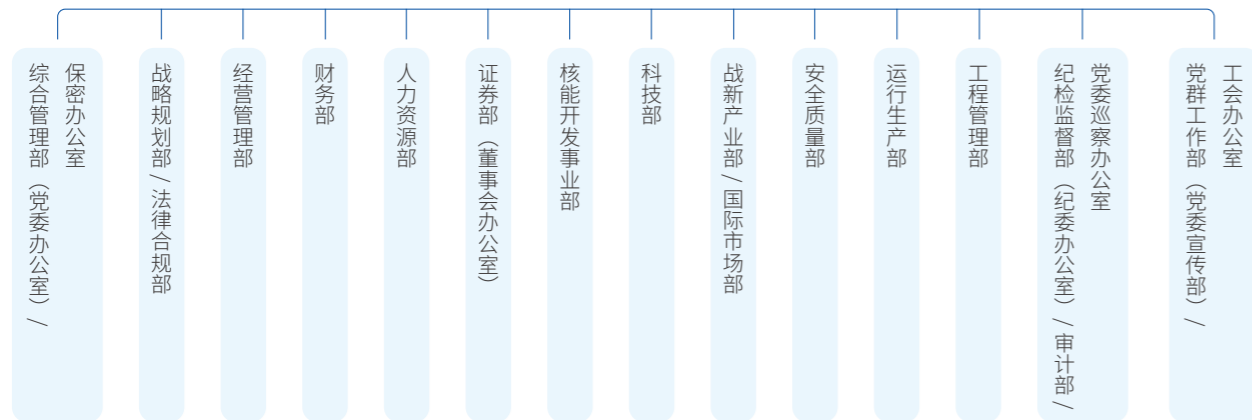 综合管理部（党委办公室）/
保密办公室
战略规划部 / 法律合规部
经营管理部
财务部
人力资源部
证券部（董事会办公室）
核能开发事业部
科技部
战新产业部 / 国际市场部
安全质量部
运行生产部
工程管理部
纪检监督部（纪委办公室）/ 审计部 /
党委巡察办公室
党群工作部（党委宣传部）/
工会办公室